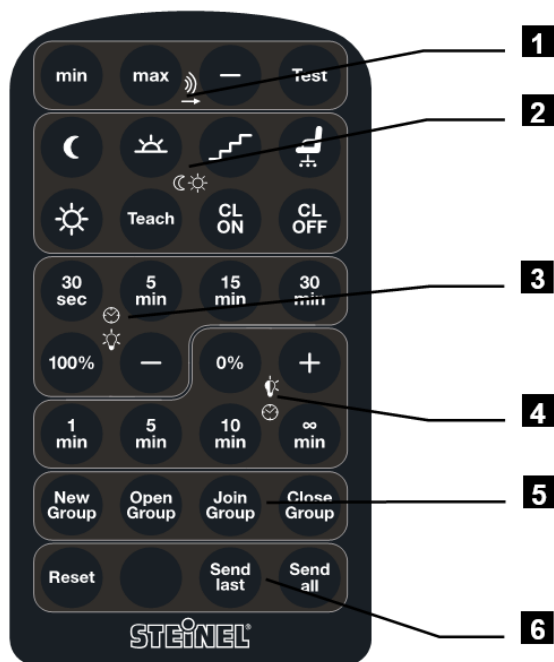 min max − Test 1
2
Teach CL ON CL OFF
30 sec 5 min 15 min 30 min 3
100% − 0% +
4
1 min 5 min 10 min ∞ min
New Group Open Group Join Group Close Group 5
Reset Send last Send all
6
STEINEL®